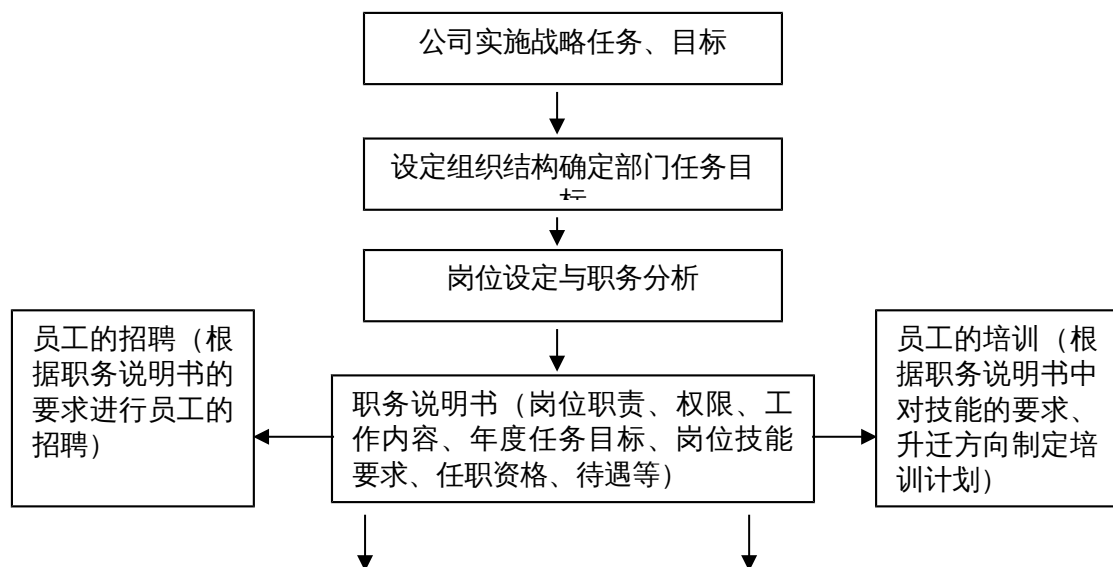 公司实施战略任务、目标
设定组织结构确定部门任务目
标
岗位设定与职务分析
员工的招聘（根
据职务说明书的
要求进行员工的
招聘）
职务说明书（岗位职责、权限、工
作内容、年度任务目标、岗位技能
要求、任职资格、待遇等）
员工的培训（根
据职务说明书中
对技能的要求、
升迁方向制定培
训计划）